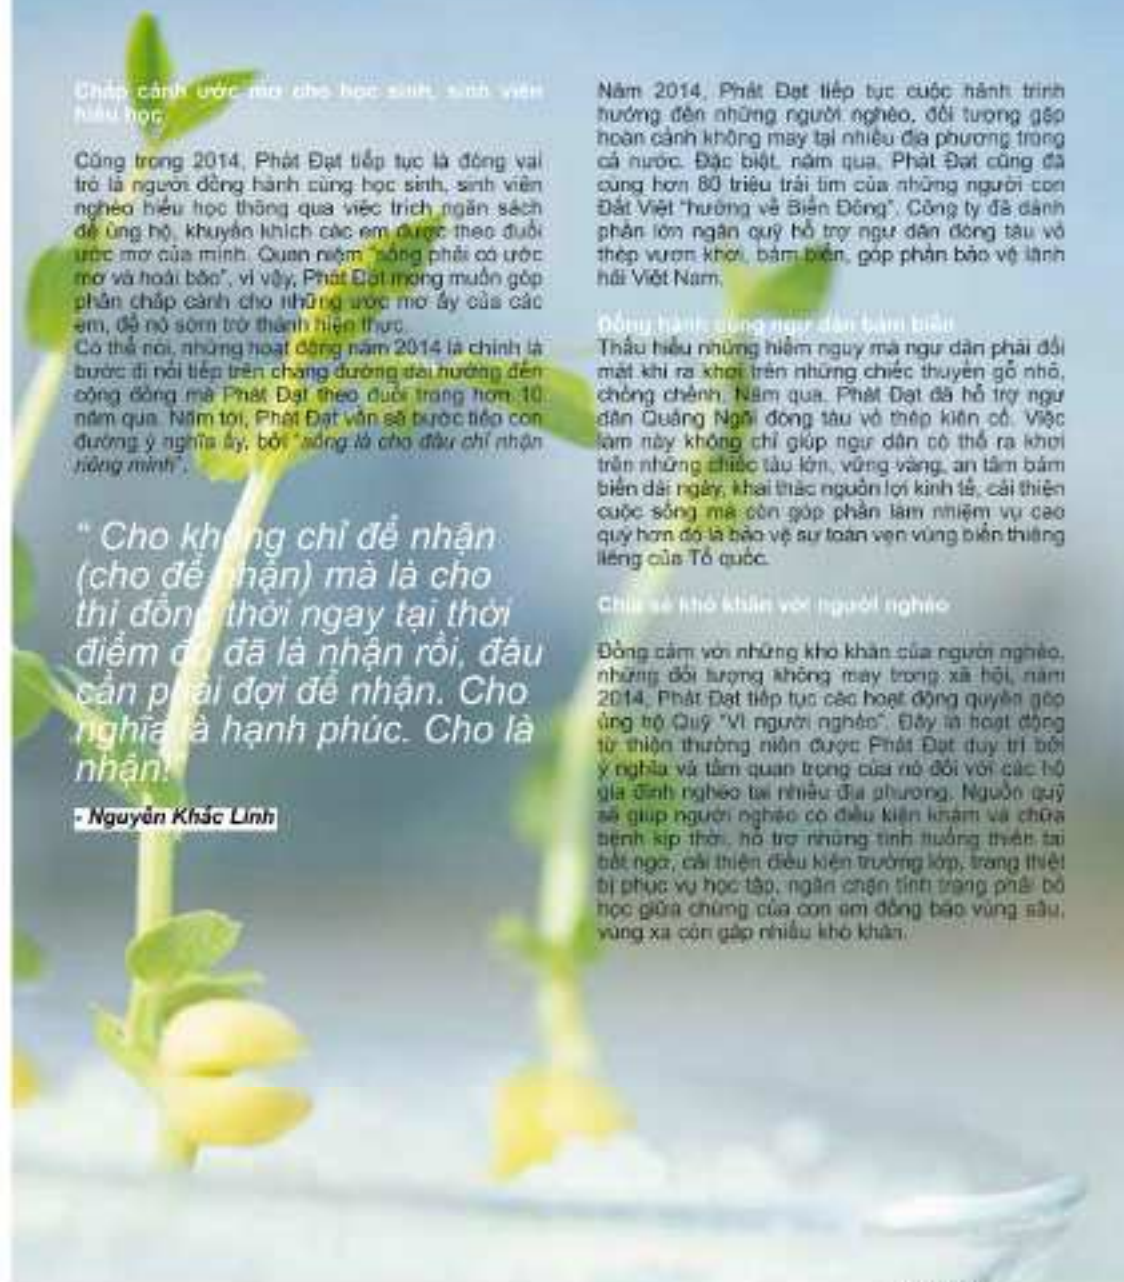 Chắp cánh ước mơ cho học sinh, sinh viên
hiếu học
Cũng trong 2014, Phát Đạt tiếp tục là đóng vai
trò là người đồng hành cùng học sinh, sinh viên
nghèo hiếu học thông qua việc trích ngân sách
để ủng hộ, khuyến khích các em được theo đuổi
ước mơ của mình. Quan niệm "sống phải có ước
mơ và hoài bão", vì vậy, Phát Đạt mong muốn góp
phần chắp cánh cho những ước mơ ấy của các
em, để nó sớm trở thành hiện thực.
Có thể nói, những hoạt động năm 2014 là chính là
bước đi nối tiếp trên chặng đường dài hướng đến
cộng đồng mà Phát Đạt theo đuổi trong hơn 10
năm qua. Năm tới, Phát Đạt vẫn sẽ bước tiếp con
đường ý nghĩa ấy, bởi "sống là cho đâu chỉ nhận
riêng mình".
" Cho không chỉ để nhận
(cho để nhận) mà là cho
thì đồng thời ngay tại thời
điểm đó đã là nhận rồi, đâu
cần phải đợi để nhận. Cho
nghĩa là hạnh phúc. Cho là
nhận!
- Nguyễn Khắc Linh
Năm 2014, Phát Đạt tiếp tục cuộc hành trình
hướng đến những người nghèo, đối tượng gặp
hoàn cảnh không may tại nhiều địa phương trong
cả nước. Đặc biệt, năm qua, Phát Đạt cũng đã
cùng hơn 80 triệu trái tim của những người con
Đất Việt "hướng về Biển Đông". Công ty đã dành
phần lớn ngân quỹ hỗ trợ ngư dân đóng tàu vỏ
thép vươn khơi, bám biển, góp phần bảo vệ lãnh
hải Việt Nam.
Đồng hành cùng ngư dân bám biển
Thấu hiểu những hiểm nguy mà ngư dân phải đối
mặt khi ra khơi trên những chiếc thuyền gỗ nhỏ,
chông chênh. Năm qua, Phát Đạt đã hỗ trợ ngư
dân Quảng Ngãi đóng tàu vỏ thép kiên cố. Việc
làm này không chỉ giúp ngư dân có thể ra khơi
trên những chiếc tàu lớn, vững vàng, an tâm bám
biển dài ngày, khai thác nguồn lợi kinh tế, cải thiện
cuộc sống mà còn góp phần làm nhiệm vụ cao
quý hơn đó là bảo vệ sự toàn vẹn vùng biển thiêng
liêng của Tổ quốc.
Chia sẻ khó khăn với người nghèo
Đồng cảm với những khó khăn của người nghèo,
những đối tượng không may trong xã hội, năm
2014, Phát Đạt tiếp tục các hoạt động quyên góp
ủng hộ Quỹ "Vì người nghèo". Đây là hoạt động
từ thiện thường niên được Phát Đạt duy trì bởi
ý nghĩa và tầm quan trọng của nó đối với các hộ
gia đình nghèo tại nhiều địa phương. Nguồn quỹ
sẽ giúp người nghèo có điều kiện khám và chữa
bệnh kịp thời, hỗ trợ những tình huống thiên tai
bất ngờ, cải thiện điều kiện trường lớp, trang thiết
bị phục vụ học tập, ngăn chặn tình trạng phải bỏ
học giữa chừng của con em đồng bào vùng sâu,
vùng xa còn gặp nhiều khó khăn.